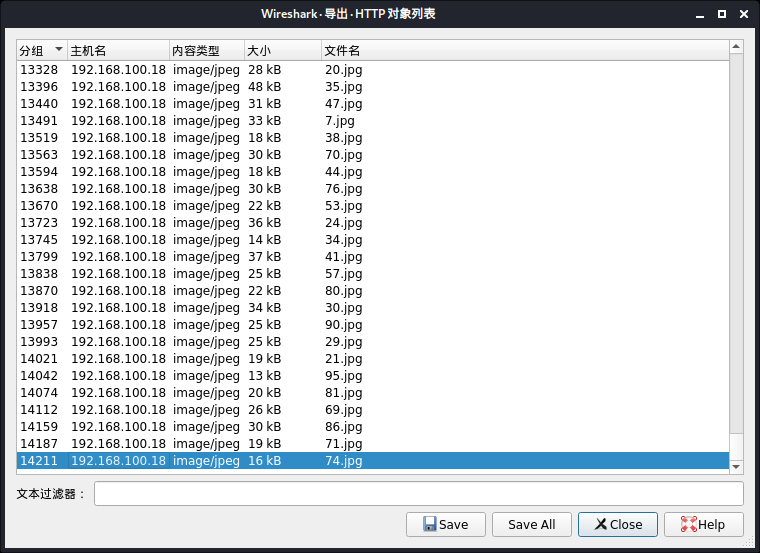 Wireshark · 导出 · HTTP 对象列表
分组 主机名 内容类型 大小 文件名
13328 192.168.100.18 image/jpeg 28 kB 20.jpg
13396 192.168.100.18 image/jpeg 48 kB 35.jpg
13440 192.168.100.18 image/jpeg 31 kB 47.jpg
13491 192.168.100.18 image/jpeg 33 kB 7.jpg
13519 192.168.100.18 image/jpeg 18 kB 38.jpg
13563 192.168.100.18 image/jpeg 30 kB 70.jpg
13594 192.168.100.18 image/jpeg 18 kB 44.jpg
13638 192.168.100.18 image/jpeg 30 kB 76.jpg
13670 192.168.100.18 image/jpeg 22 kB 53.jpg
13723 192.168.100.18 image/jpeg 36 kB 24.jpg
13745 192.168.100.18 image/jpeg 14 kB 34.jpg
13799 192.168.100.18 image/jpeg 37 kB 41.jpg
13838 192.168.100.18 image/jpeg 25 kB 57.jpg
13870 192.168.100.18 image/jpeg 22 kB 80.jpg
13918 192.168.100.18 image/jpeg 34 kB 30.jpg
13957 192.168.100.18 image/jpeg 25 kB 90.jpg
13993 192.168.100.18 image/jpeg 25 kB 29.jpg
14021 192.168.100.18 image/jpeg 19 kB 21.jpg
14042 192.168.100.18 image/jpeg 13 kB 95.jpg
14074 192.168.100.18 image/jpeg 20 kB 81.jpg
14112 192.168.100.18 image/jpeg 26 kB 69.jpg
14159 192.168.100.18 image/jpeg 30 kB 86.jpg
14187 192.168.100.18 image/jpeg 19 kB 71.jpg
14211 192.168.100.18 image/jpeg 16 kB 74.jpg
文本过滤器：
Save Save All Close Help